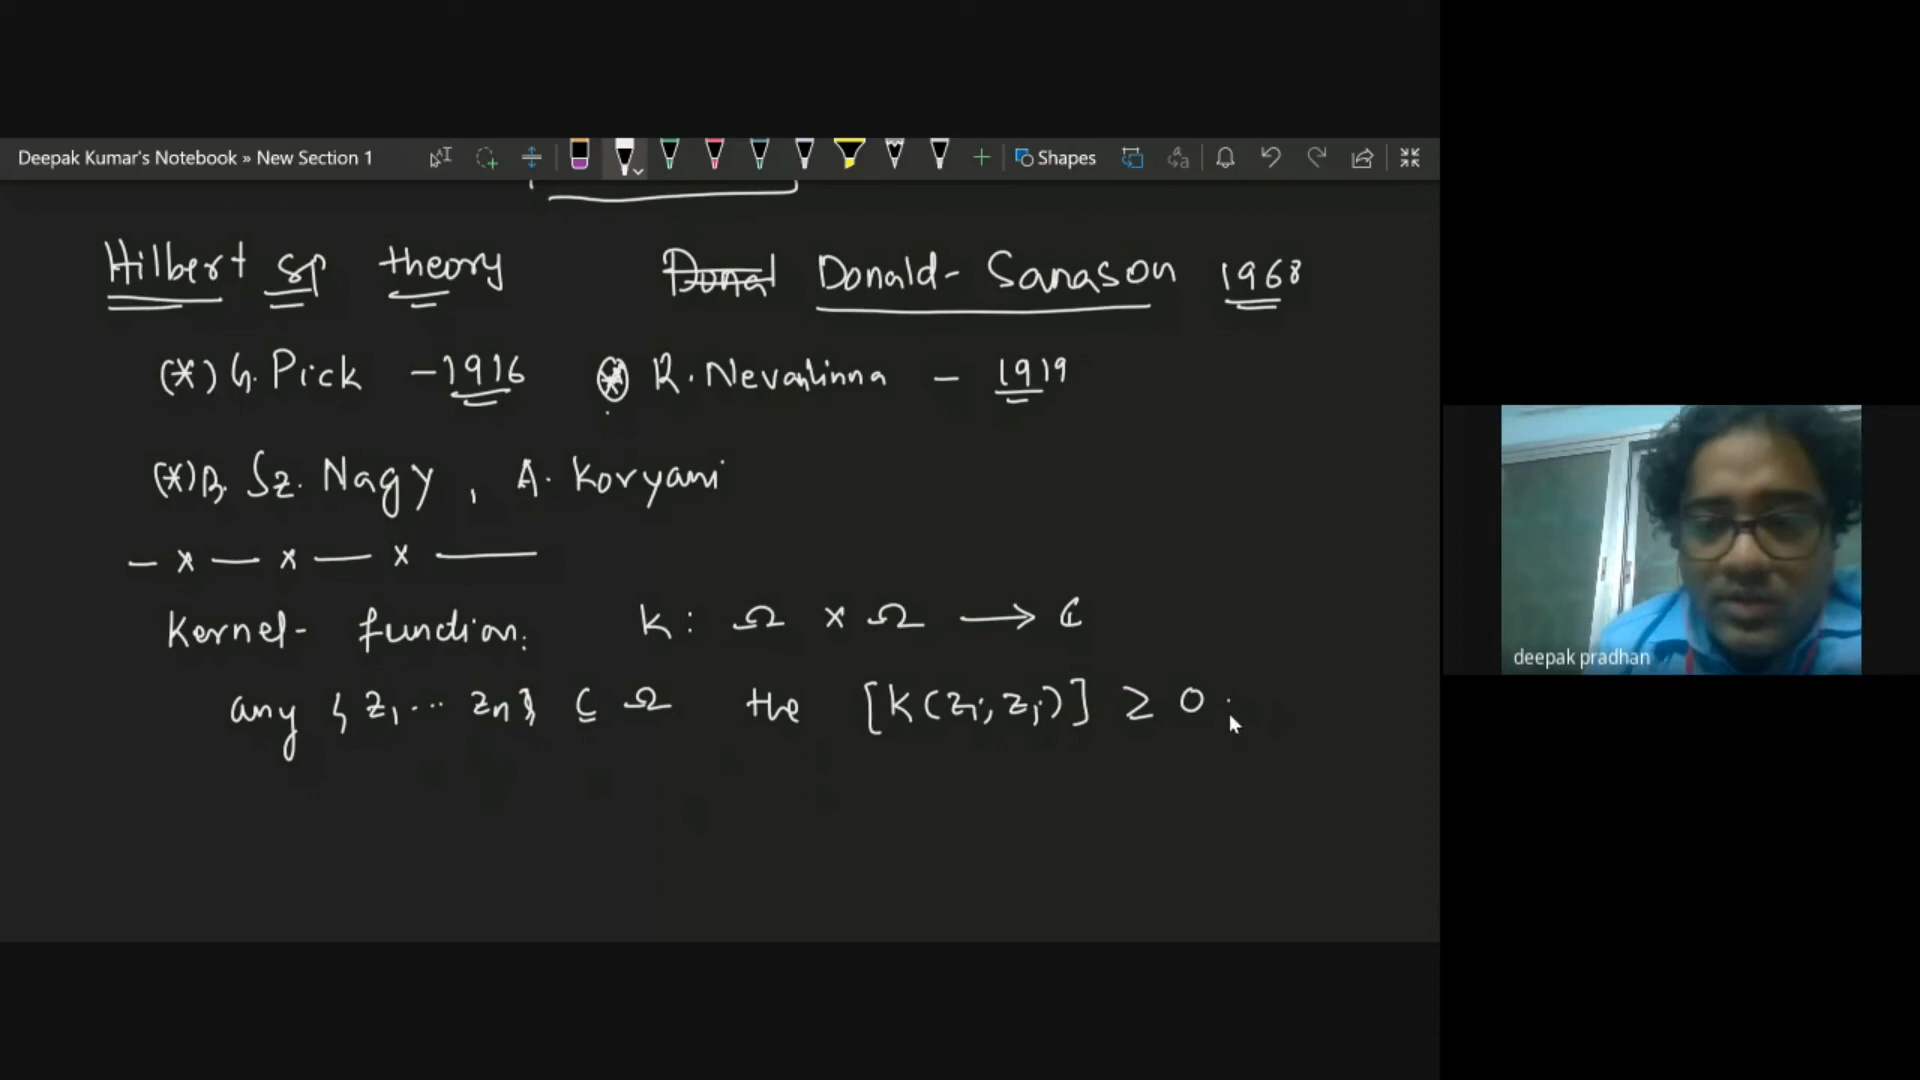 Deepak Kumar's Notebook » New Section 1 Shapes
Hilbert sp theory Donal Donald- Sanason 1968
(*) G. Pick - 1916 * R. Nevanlinna - 1919
(*) B. Sz. Nagy, A. Koryani
- x - x - x -
Kernel- function: K: Ω x Ω → ℂ
any {z1 ... zn} ⊆ Ω the [K(zi, zj)] ≥ 0
deepak pradhan